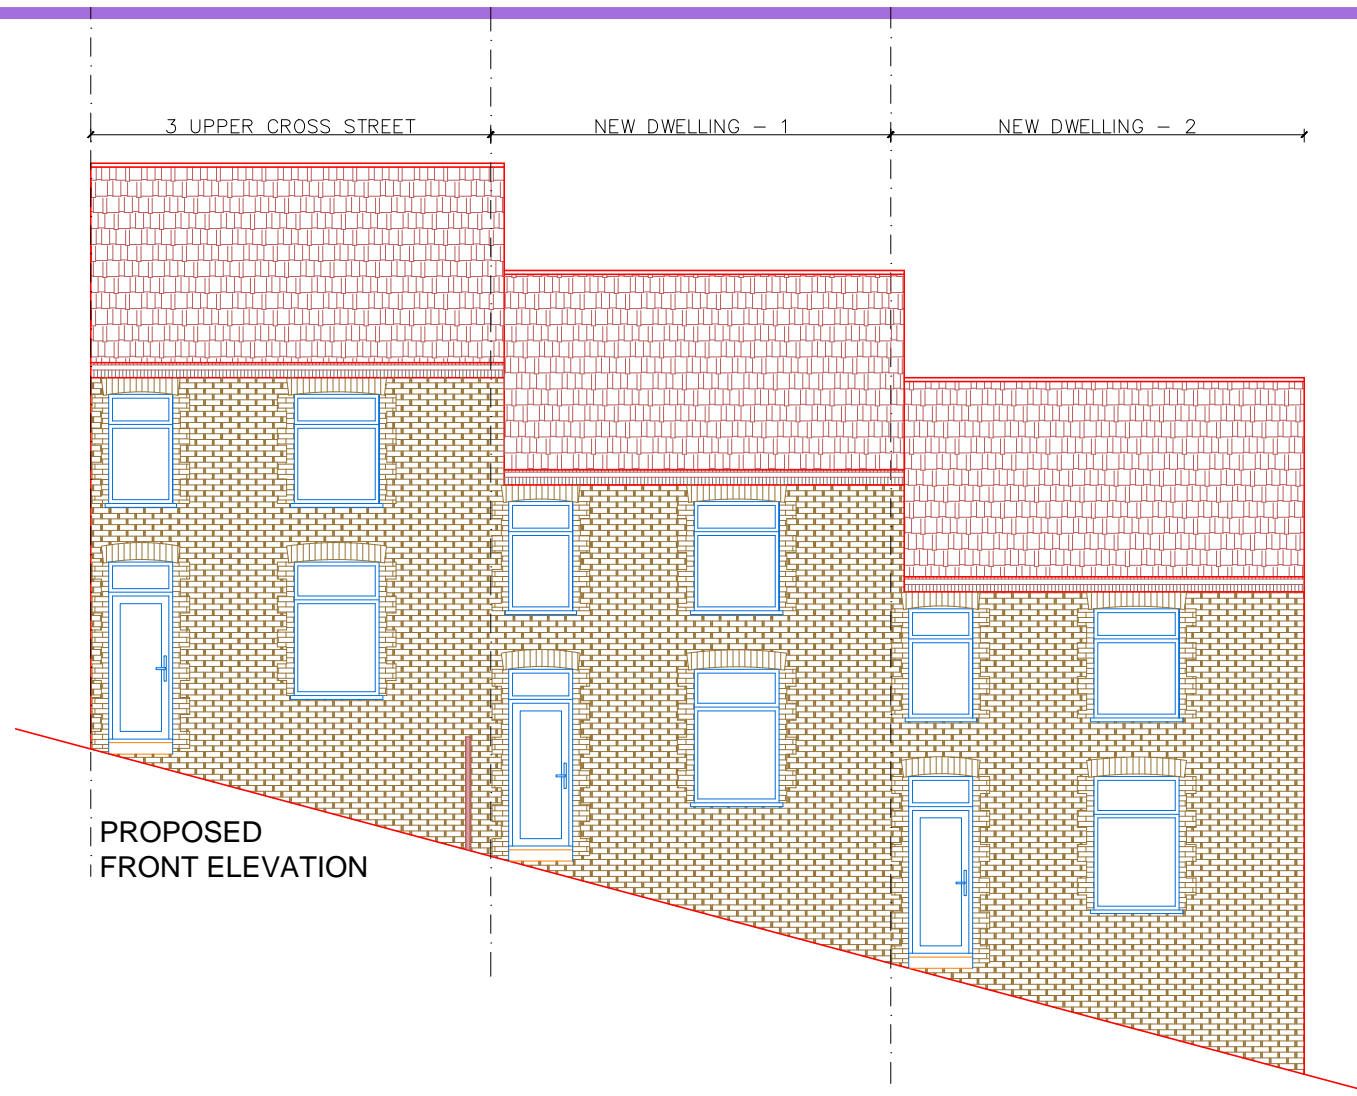 3 UPPER CROSS STREET
NEW DWELLING – 1
NEW DWELLING – 2
PROPOSED
FRONT ELEVATION